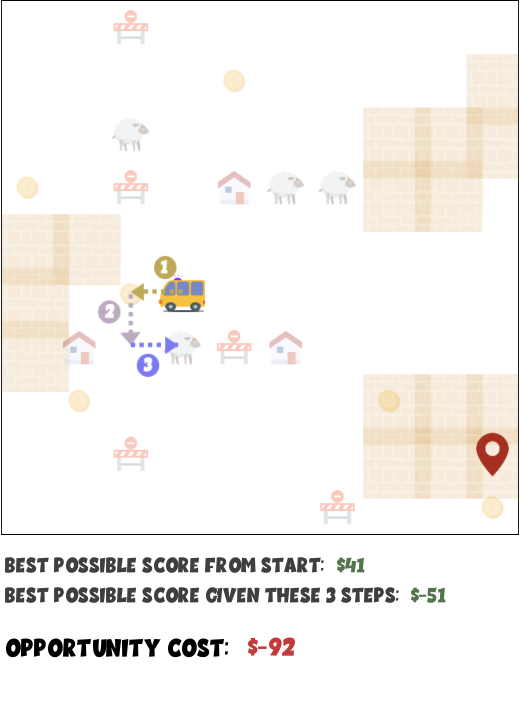 1
2
3
BEST POSSIBLE SCORE FROM START: $41
BEST POSSIBLE SCORE GIVEN THESE 3 STEPS: $-51
OPPORTUNITY COST: $-92